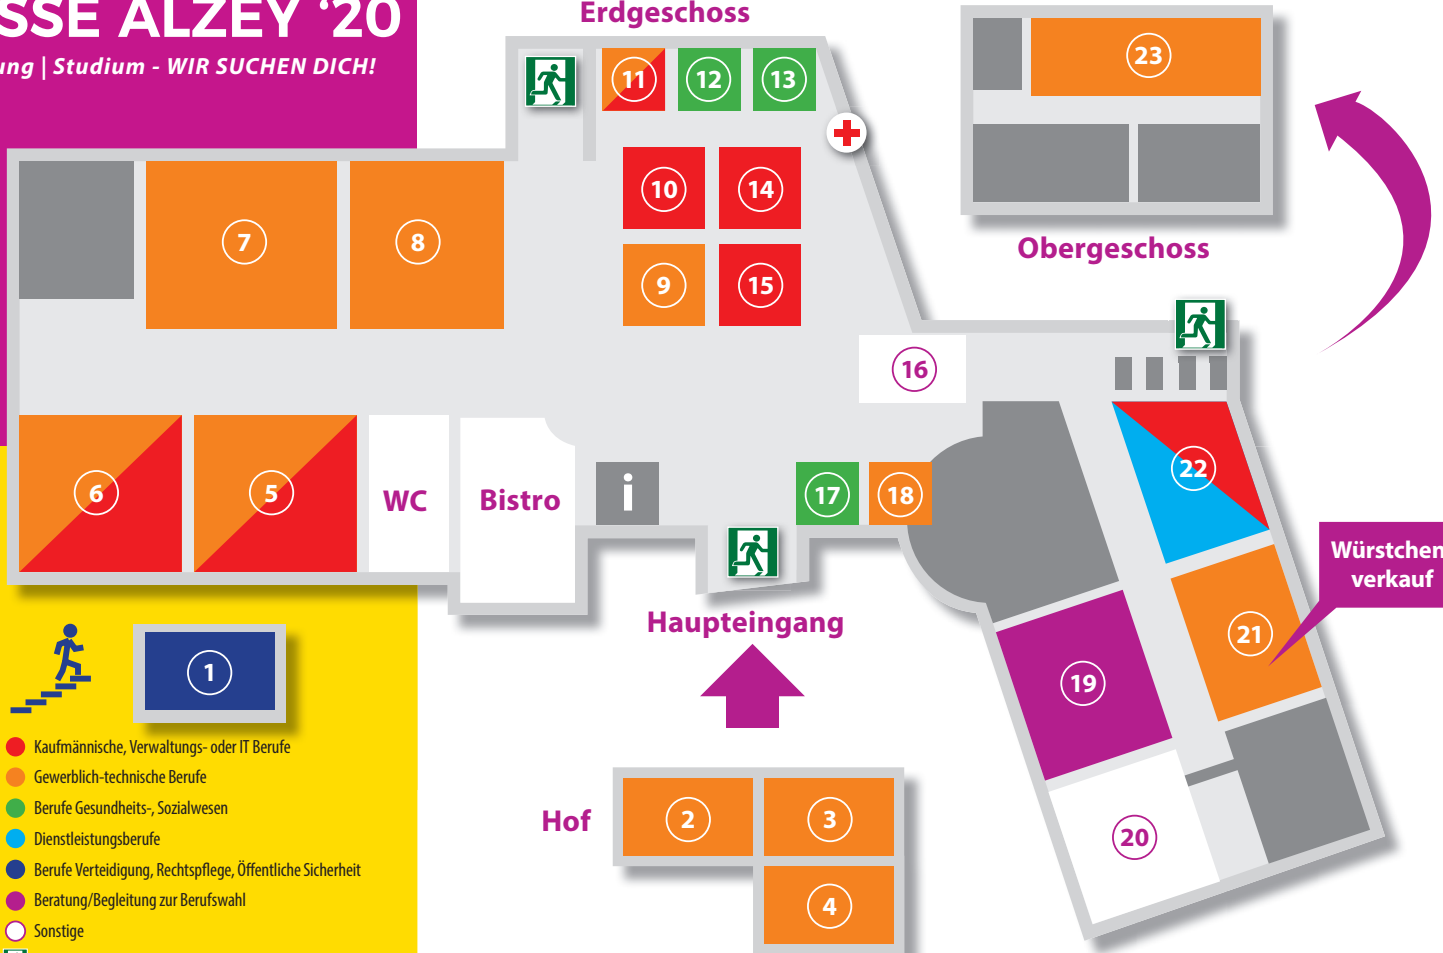 SSE ALZEY ‘20
ung | Studium - WIR SUCHEN DICH!
Erdgeschoss
11
12
13
23
10
14
7
8
9
15
Obergeschoss
16
6
5
WC
Bistro
i
17
18
22
Würstchen
verkauf
21
Haupteingang
19
1
Kaufmännische, Verwaltungs- oder IT Berufe
Gewerblich-technische Berufe
Berufe Gesundheits-, Sozialwesen
Dienstleistungsberufe
Berufe Verteidigung, Rechtspflege, Öffentliche Sicherheit
Beratung/Begleitung zur Berufswahl
Sonstige
Hof
2
3
4
20